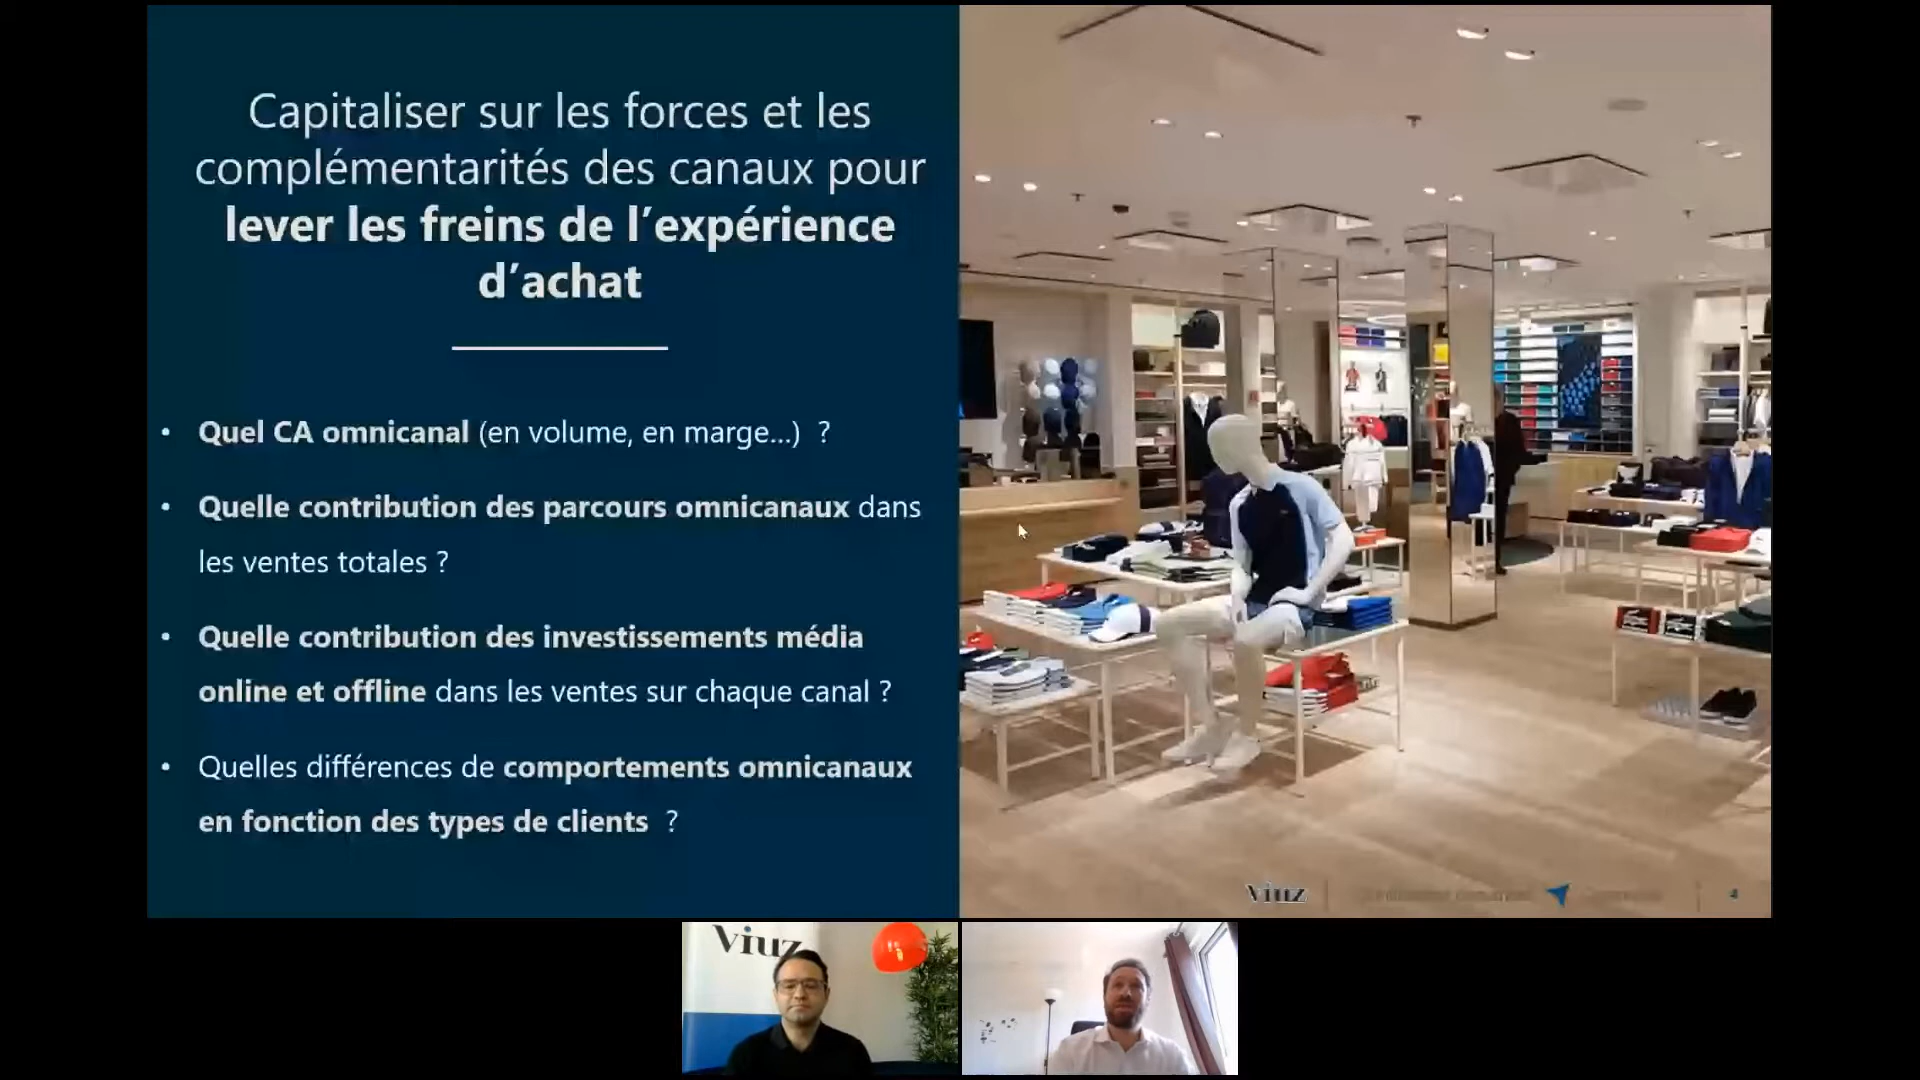 Capitaliser sur les forces et les
complémentarités des canaux pour
lever les freins de l’expérience
d’achat
• Quel CA omnicanal (en volume, en marge...) ?
• Quelle contribution des parcours omnicanaux dans
les ventes totales ?
• Quelle contribution des investissements média
online et offline dans les ventes sur chaque canal ?
• Quelles différences de comportements omnicanaux
en fonction des types de clients ?
Viuz
4
Viuz